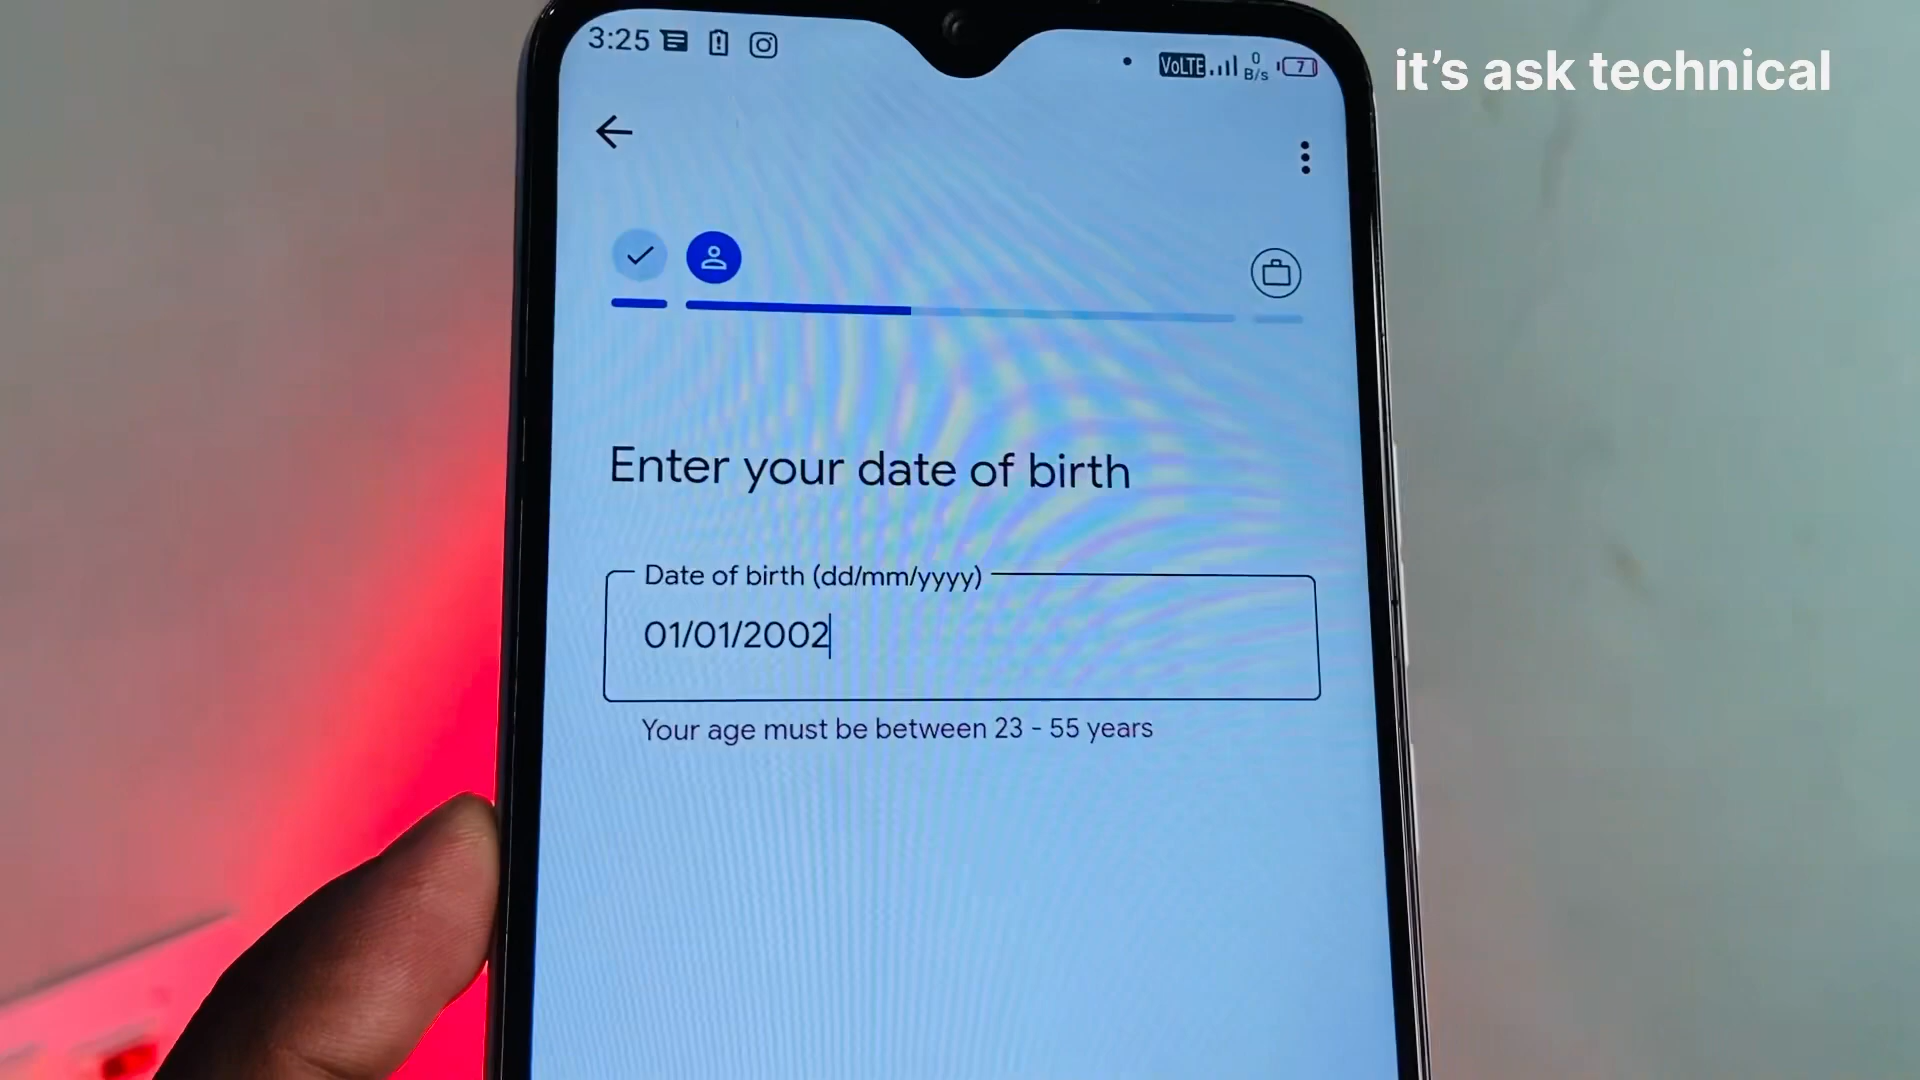 it's ask technical
3:25
VoLTE 0 B/s 7
Enter your date of birth
Date of birth (dd/mm/yyyy)
01/01/2002
Your age must be between 23 - 55 years